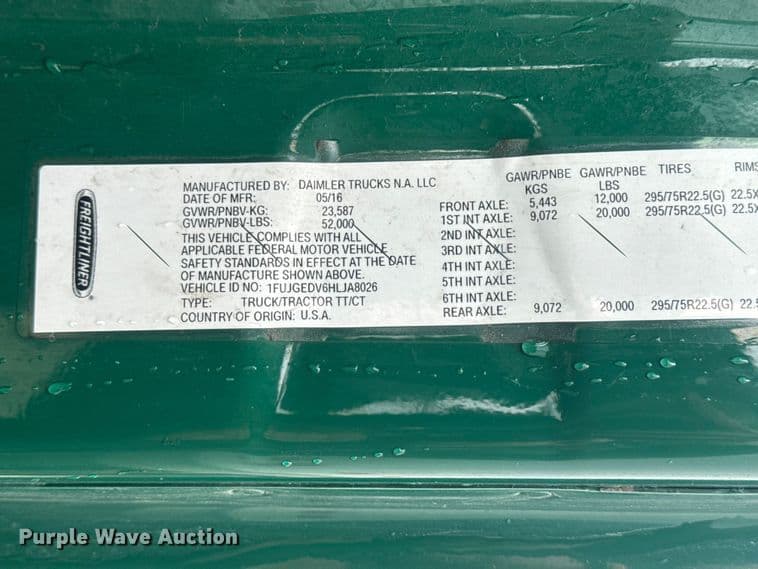 FREIGHTLINER
MANUFACTURED BY: DAIMLER TRUCKS N.A. LLC
DATE OF MFR: 05/16
GVWR/PNBV-KG: 23,587
GVWR/PNBV-LBS: 52,000
THIS VEHICLE COMPLIES WITH ALL
APPLICABLE FEDERAL MOTOR VEHICLE
SAFETY STANDARDS IN EFFECT AT THE DATE
OF MANUFACTURE SHOWN ABOVE.
VEHICLE ID NO: 1FUJGEDV6HLJA8026
TYPE: TRUCK/TRACTOR TT/CT
COUNTRY OF ORIGIN: U.S.A.
GAWR/PNBE GAWR/PNBE TIRES RIMS
KGS LBS
FRONT AXLE: 5,443 12,000 295/75R22.5(G) 22.5X
1ST INT AXLE: 9,072 20,000 295/75R22.5(G) 22.5X
2ND INT AXLE:
3RD INT AXLE:
4TH INT AXLE:
5TH INT AXLE:
6TH INT AXLE:
REAR AXLE: 9,072 20,000 295/75R22.5(G) 22.5
Purple Wave Auction